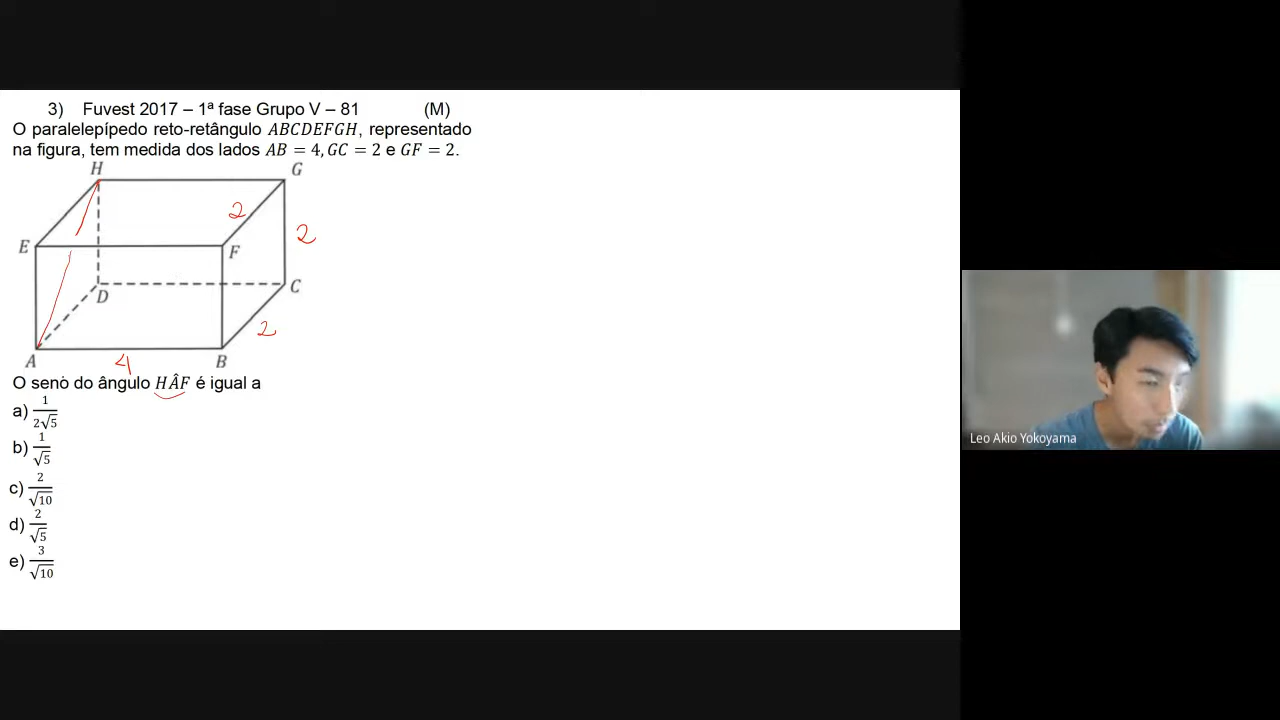 3) Fuvest 2017 – 1ª fase Grupo V – 81 (M)
O paralelepípedo reto-retângulo ABCDEFGH, representado
na figura, tem medida dos lados AB = 4, GC = 2 e GF = 2.
H
G
2
2
E
F
D
C
2
A
4
B
O seno do ângulo HÂF é igual a
a) 1/(2√5)
b) 1/√5
c) 2/√10
d) 2/√5
e) 3/√10
Leo Akio Yokoyama